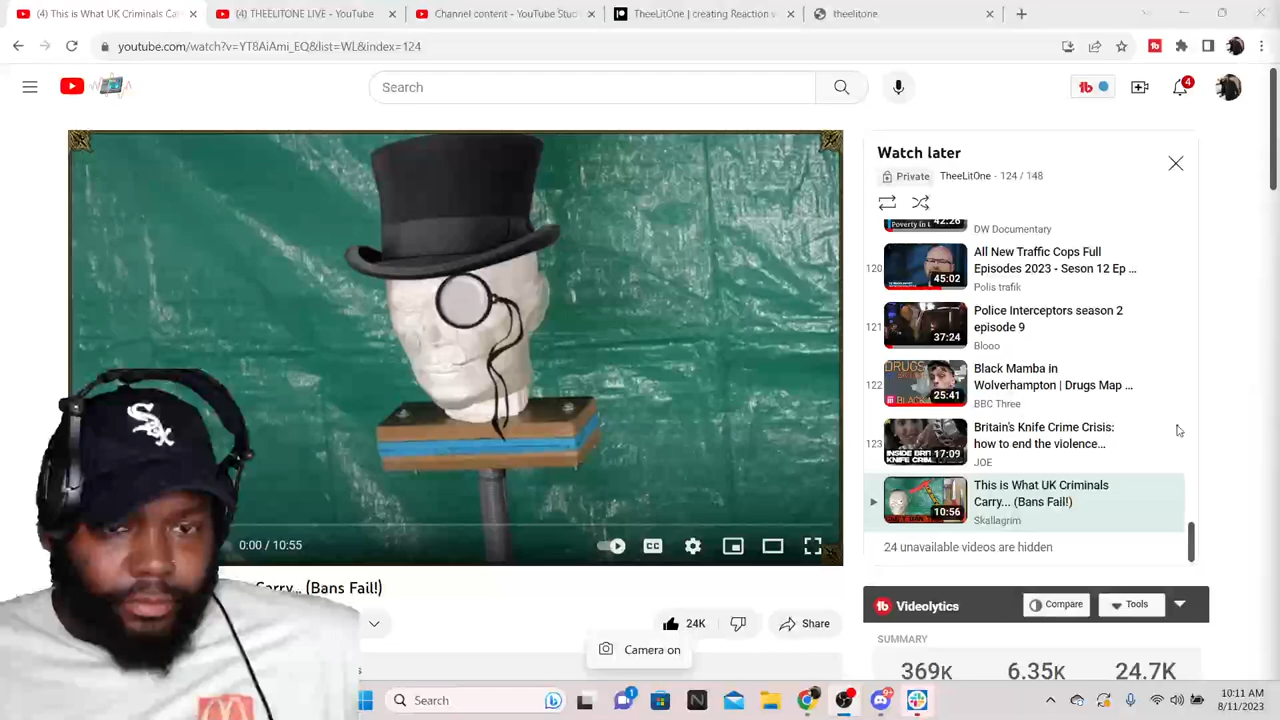 (4) This is What UK Criminals Ca
(4) THEELITONE LIVE - YouTube
Channel content - YouTube Stud
TheeLitOne | creating Reaction v
theelitone
youtube.com/watch?v=YT8AiAmi_EQ&list=WL&index=124
Search
4
Watch later
Private
TheeLitOne - 124 / 148
42:26
DW Documentary
120
45:02
All New Traffic Cops Full
Episodes 2023 - Seson 12 Ep ...
Polis trafik
121
37:24
Police Interceptors season 2
episode 9
Blooo
122
DRUGS
25:41
Black Mamba in
Wolverhampton | Drugs Map ...
BBC Three
123
17:09
Britain's Knife Crime Crisis:
how to end the violence...
JOE
10:56
This is What UK Criminals
Carry... (Bans Fail!)
Skallagrim
24 unavailable videos are hidden
0:00 / 10:55
CC
Carry... (Bans Fail!)
24K
Share
Camera on
Videolytics
Compare
Tools
SUMMARY
369K
6.35K
24.7K
Search
10:11 AM
8/11/2023